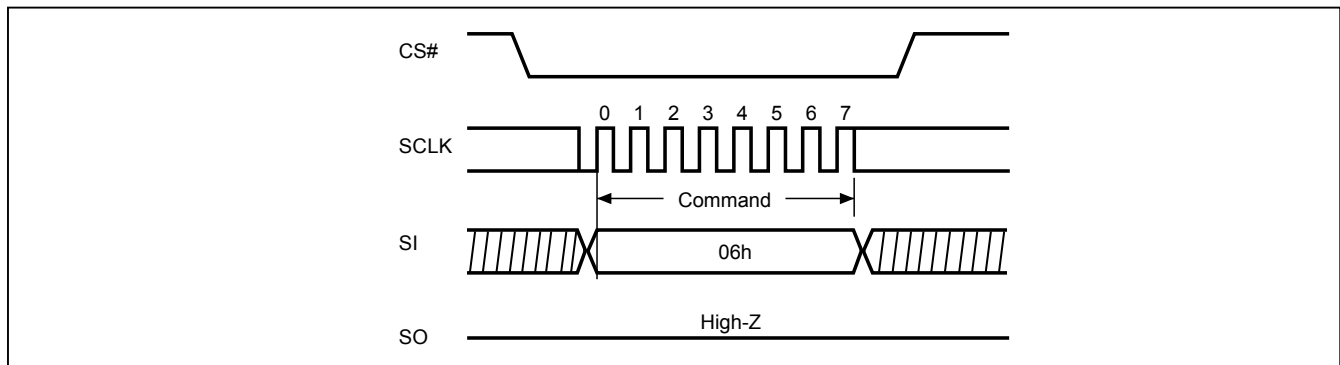 CS#
0 1 2 3 4 5 6 7
SCLK
Command
SI
06h
High-Z
SO